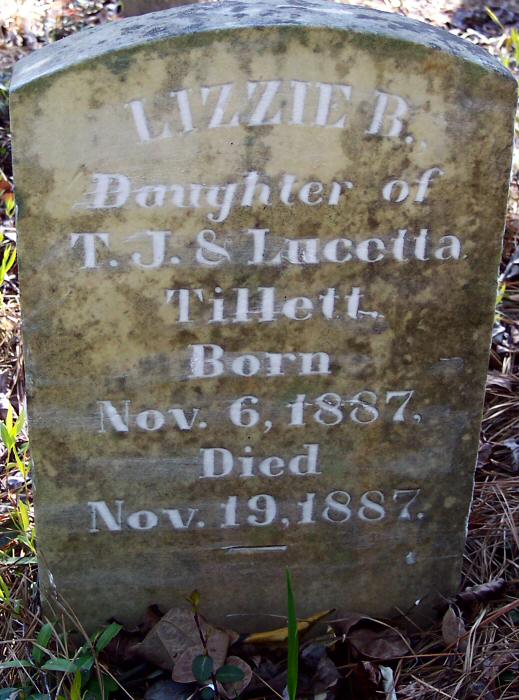 LIZZIE B.,
Daughter of
T. J. & Lucetta
Tillett.
Born
Nov. 6, 1887,
Died
Nov. 19, 1887.